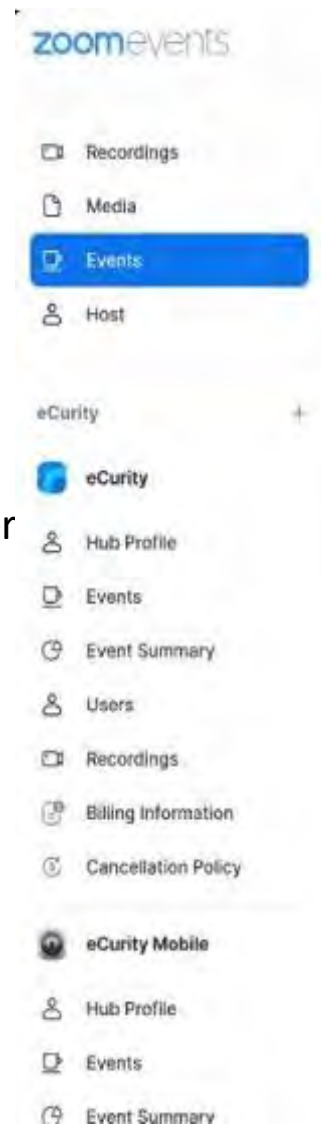 zoomevents
Recordings
Media
Events
Host
eCurity +
eCurity
r
Hub Profile
Events
Event Summary
Users
Recordings
Billing Information
Cancellation Policy
eCurity Mobile
Hub Profile
Events
Event Summary